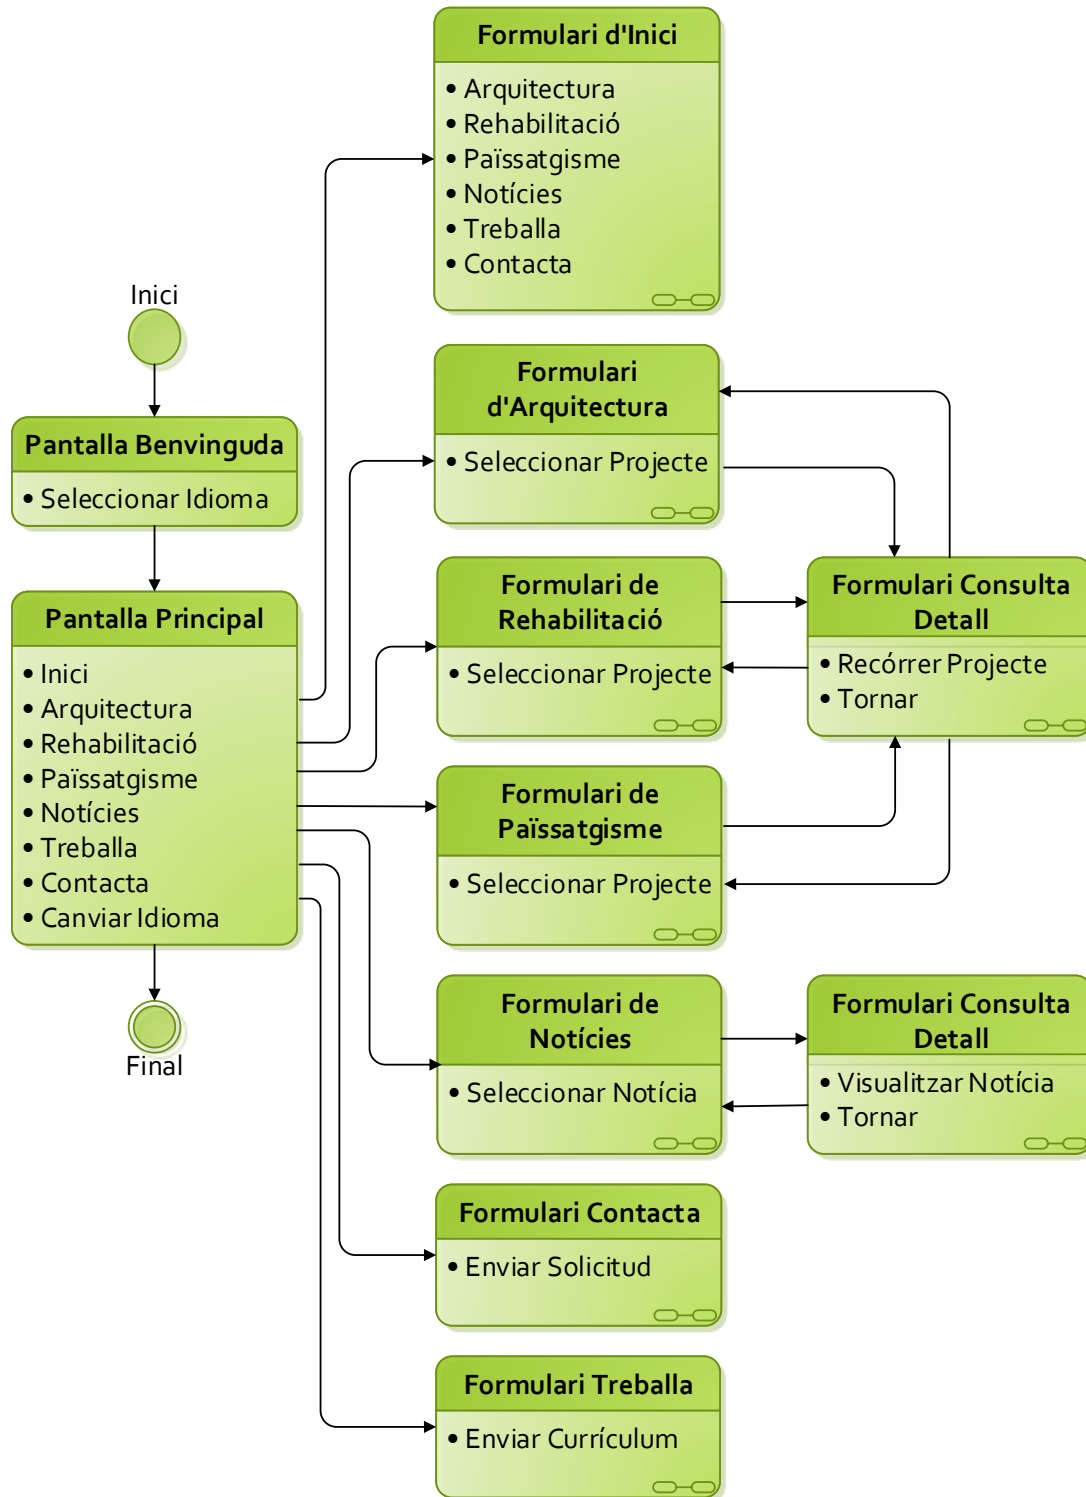 Inici
Pantalla Benvinguda
• Seleccionar Idioma
Pantalla Principal
• Inici
• Arquitectura
• Rehabilitació
• Païssatgisme
• Notícies
• Treballa
• Contacta
• Canviar Idioma
Final
Formulari d'Inici
• Arquitectura
• Rehabilitació
• Païssatgisme
• Notícies
• Treballa
• Contacta
Formulari
d'Arquitectura
• Seleccionar Projecte
Formulari de
Rehabilitació
• Seleccionar Projecte
Formulari Consulta
Detall
• Recórrer Projecte
• Tornar
Formulari de
Païssatgisme
• Seleccionar Projecte
Formulari de
Notícies
• Seleccionar Notícia
Formulari Consulta
Detall
• Visualitzar Notícia
• Tornar
Formulari Contacta
• Enviar Solicitud
Formulari Treballa
• Enviar Currículum